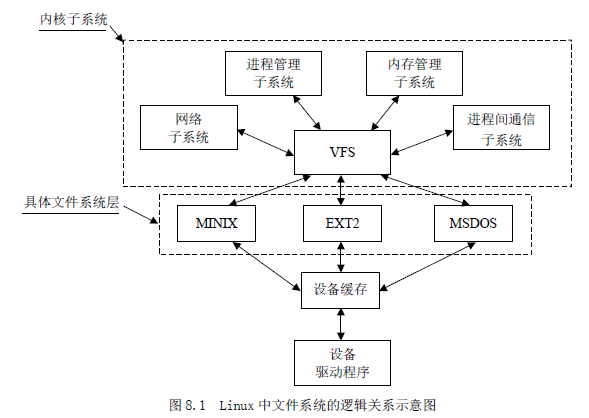 内核子系统
进程管理
子系统
内存管理
子系统
网络
子系统
VFS
进程间通信
子系统
具体文件系统层
MINIX
EXT2
MSDOS
设备缓存
设备
驱动程序
图 8.1 Linux 中文件系统的逻辑关系示意图